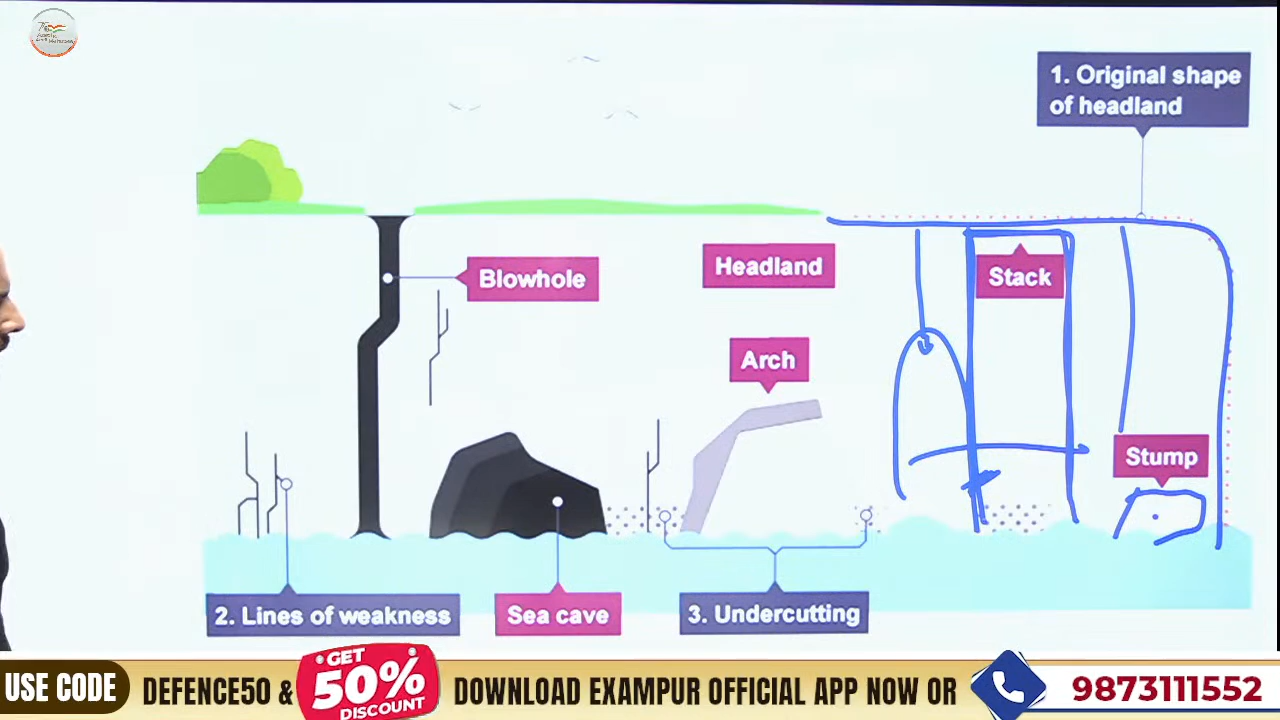 1. Original shape
of headland
Blowhole
Headland
Stack
Arch
Stump
2. Lines of weakness
Sea cave
3. Undercutting
USE CODE
DEFENCE50 &
GET
50%
DISCOUNT
DOWNLOAD EXAMPUR OFFICIAL APP NOW OR
9873111552